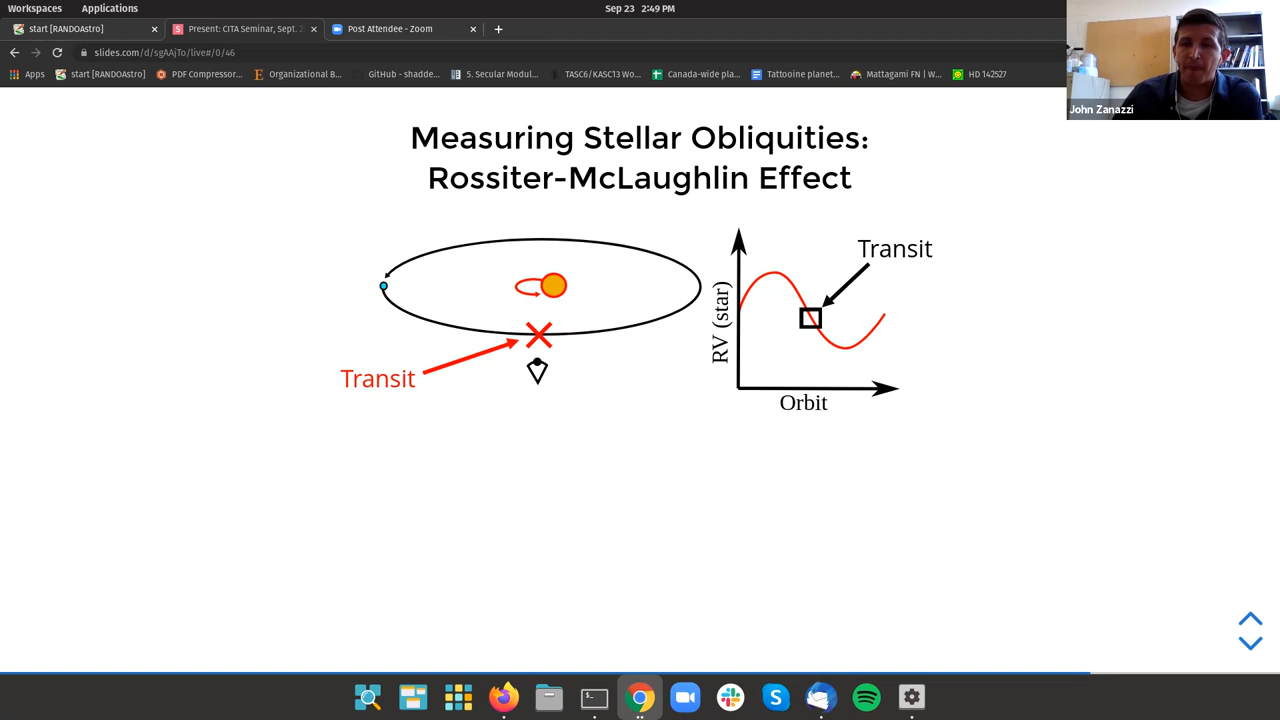 Workspaces Applications Sep 23 2:49 PM
start [RANDOAstro] Present: CITA Seminar, Sept. 2 Post Attendee - Zoom
slides.com/d/sgAAjTo/live#/0/46
Apps start [RANDOAstro] PDF Compressor... Organizational B... GitHub - shadde... 5. Secular Modul... TASC6/KASC13 Wo... Canada-wide pla... Tattooine planet... Mattagami FN | W... HD 142527
John Zanazzi
Measuring Stellar Obliquities:
Rossiter-McLaughlin Effect
Transit
Transit
RV (star)
Orbit